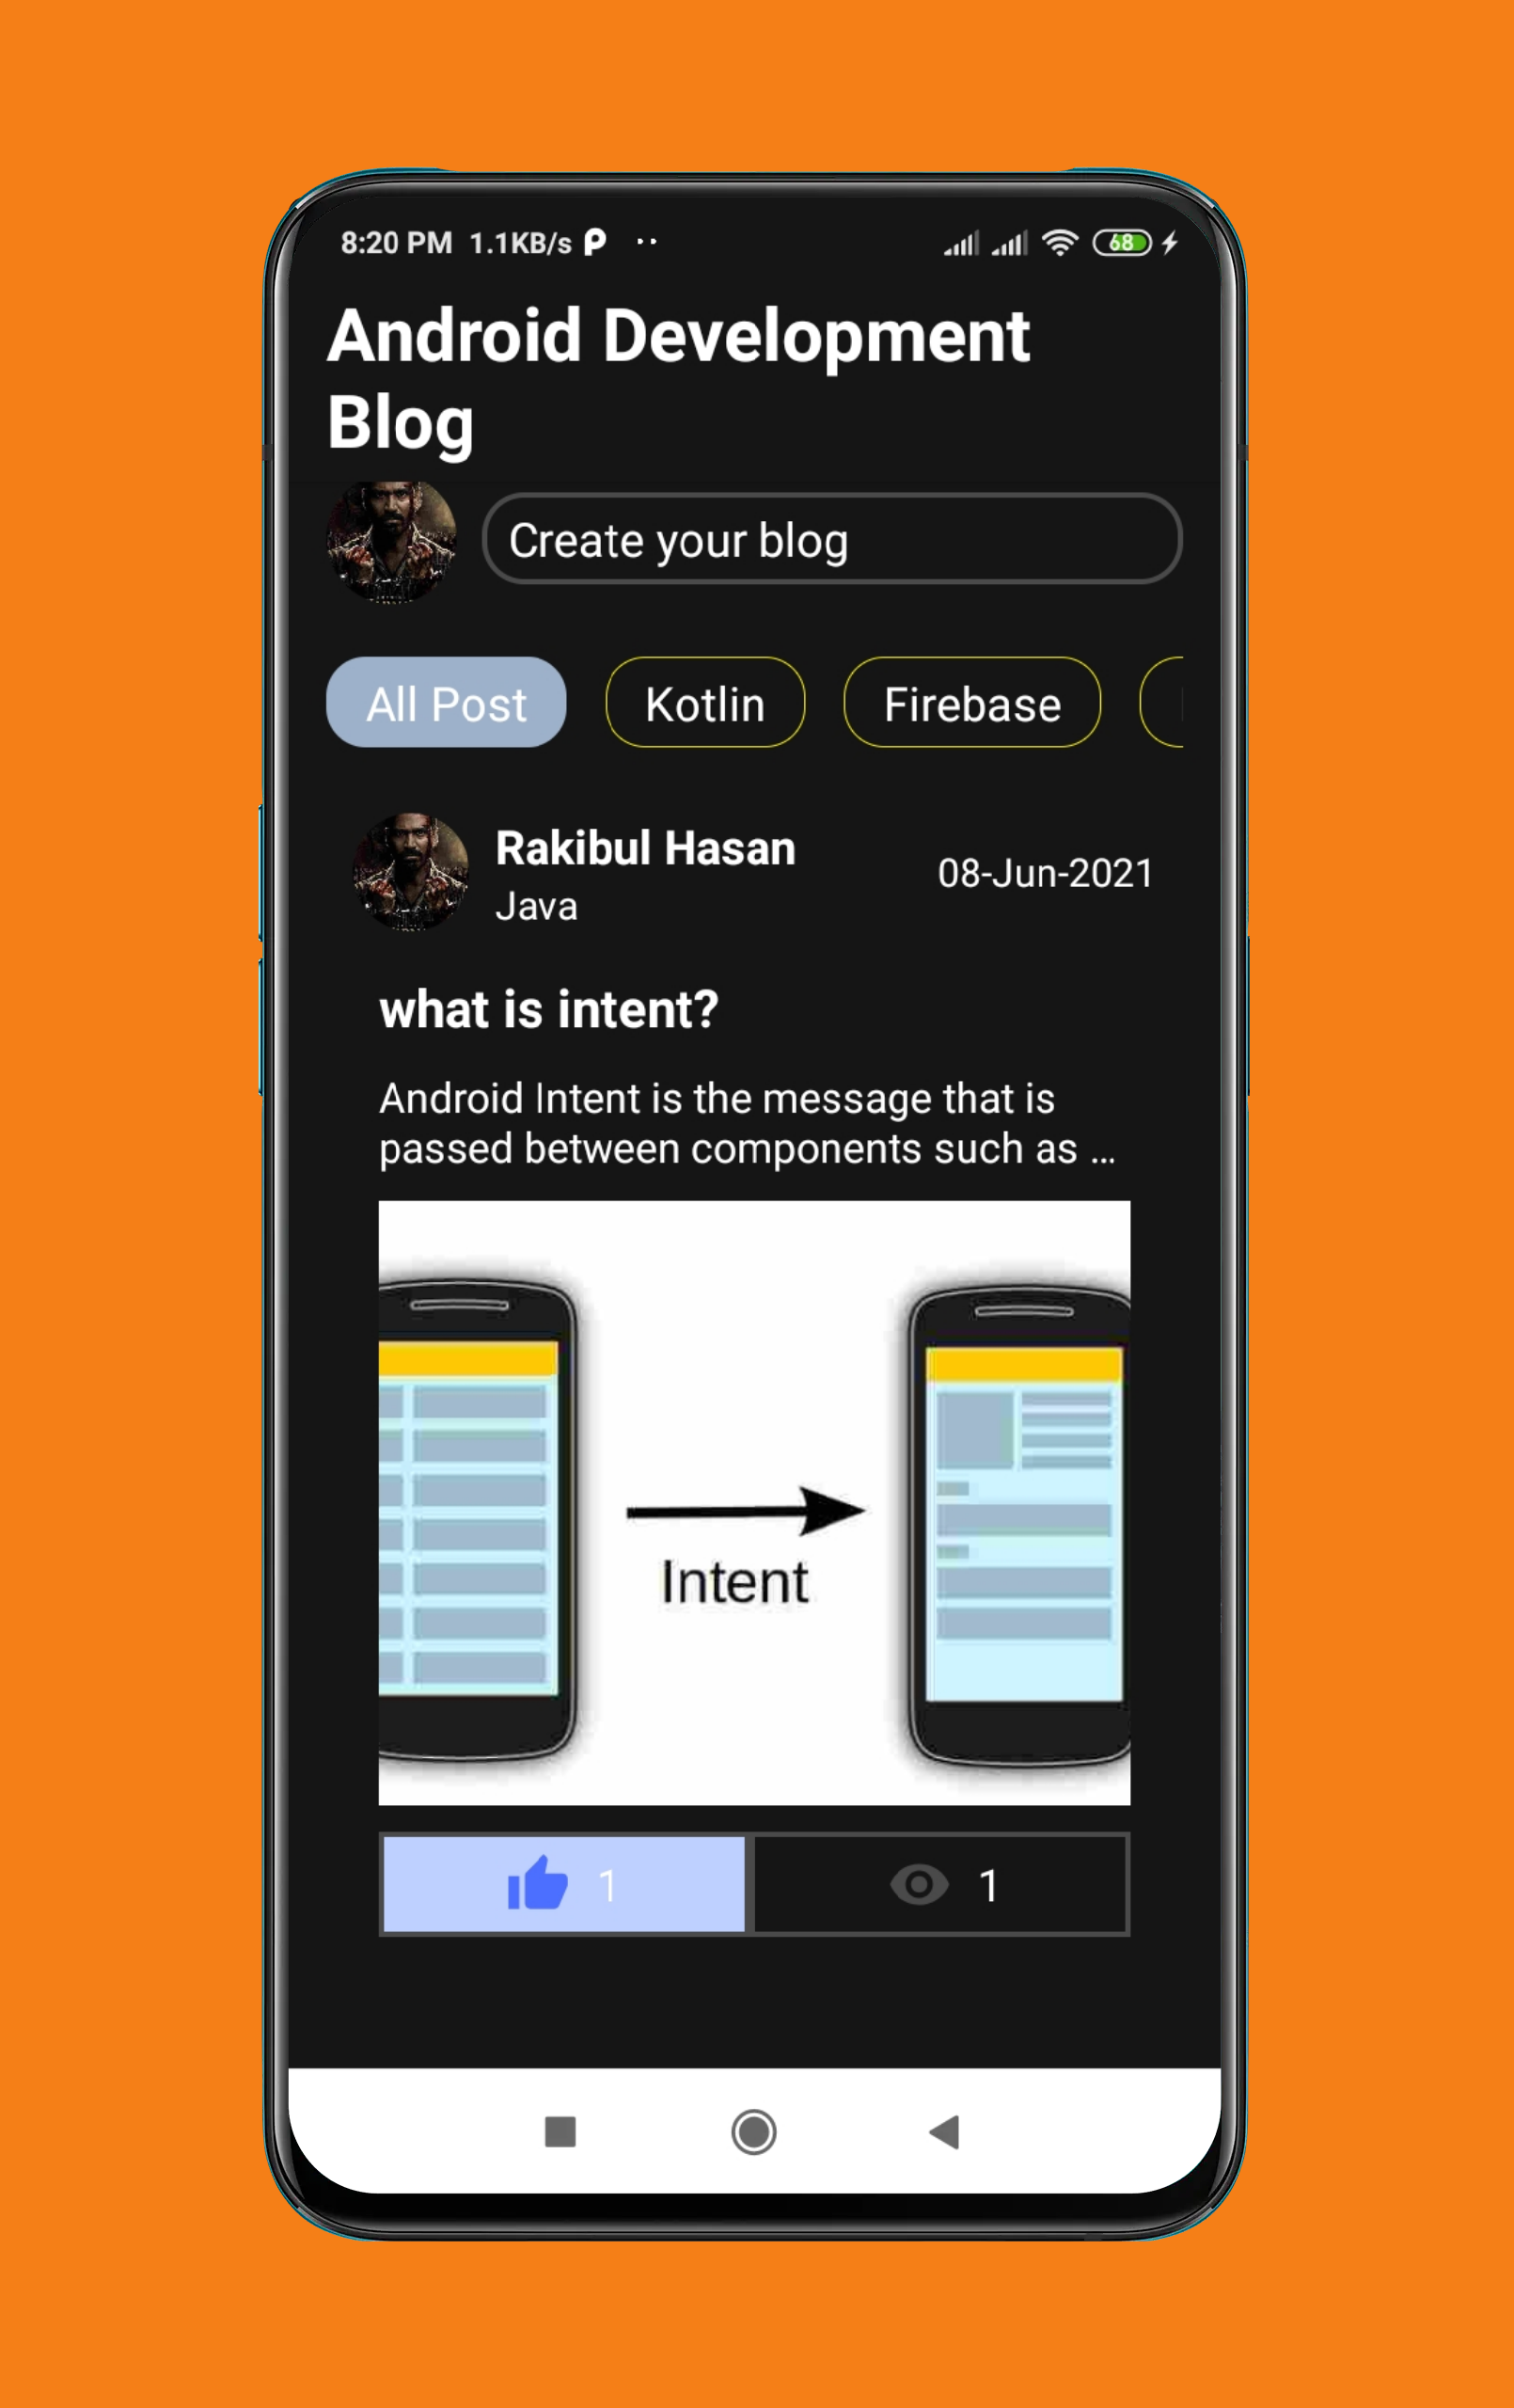 8:20 PM 1.1KB/s
68
Android Development
Blog
Create your blog
All Post
Kotlin
Firebase
Rakibul Hasan
Java
08-Jun-2021
what is intent?
Android Intent is the message that is
passed between components such as ...
Intent
1
1